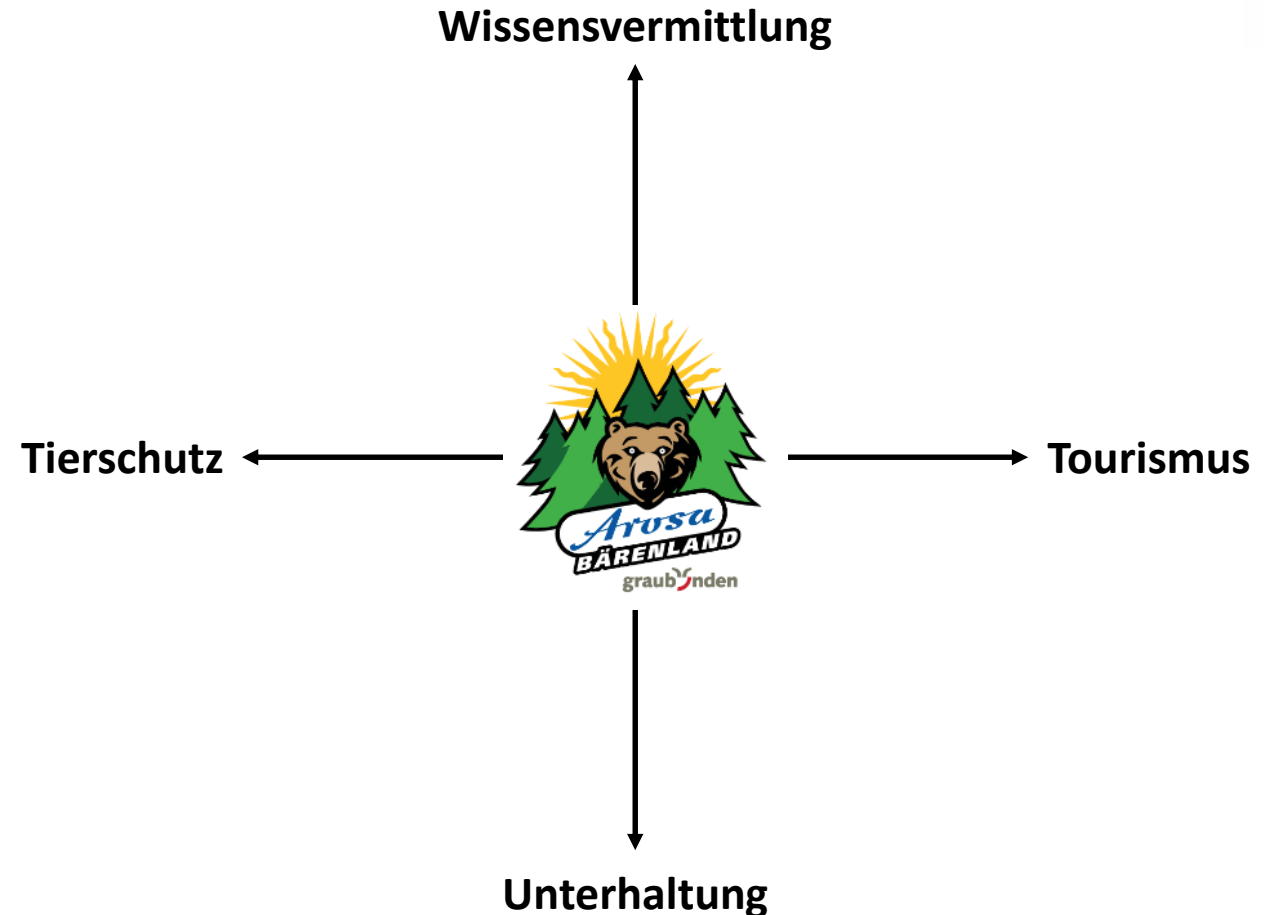 Wissensvermittlung
Tierschutz
Tourismus
Arosa
BÄRENLAND
graubünden
Unterhaltung